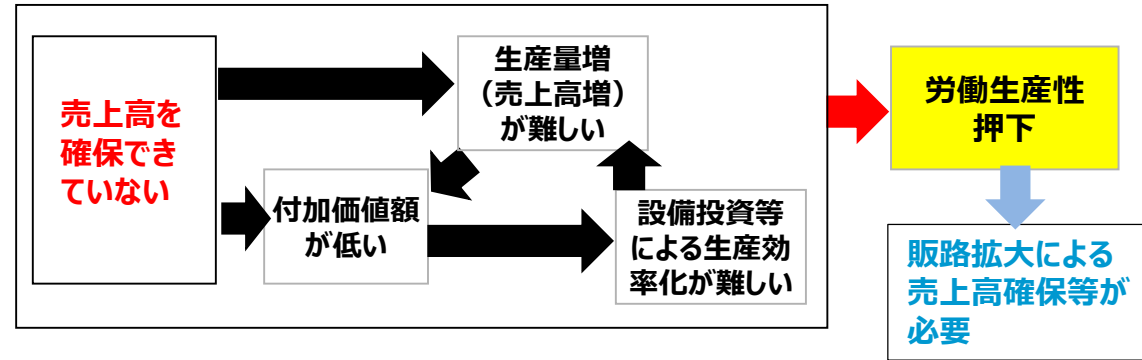 売上高を
確保でき
ていない
生産量増
（売上高増）
が難しい
付加価値額
が低い
設備投資等
による生産効
率化が難しい
労働生産性
押下
販路拡大による
売上高確保等が
必要